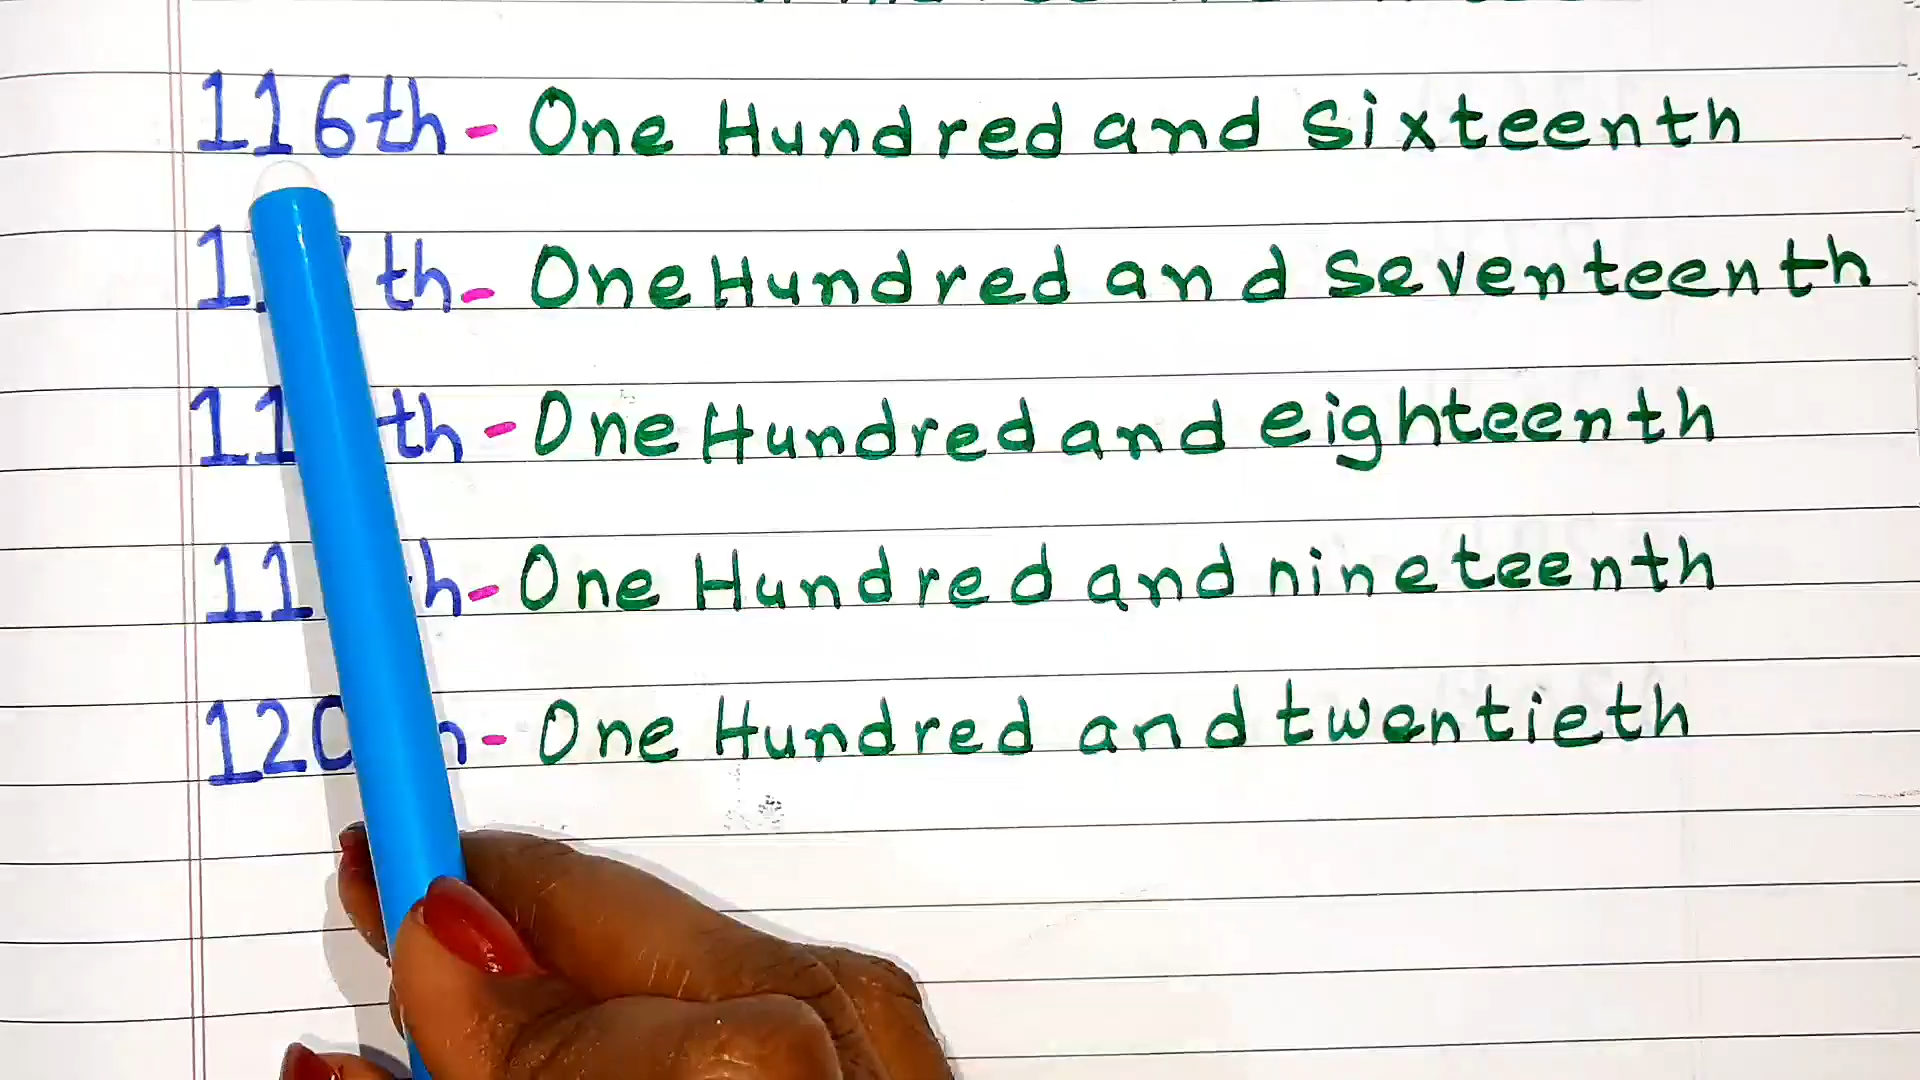 116th - One Hundred and Sixteenth
th - One Hundred and Seventeenth
th - One Hundred and eighteenth
One Hundred and nineteenth
One Hundred and twentieth